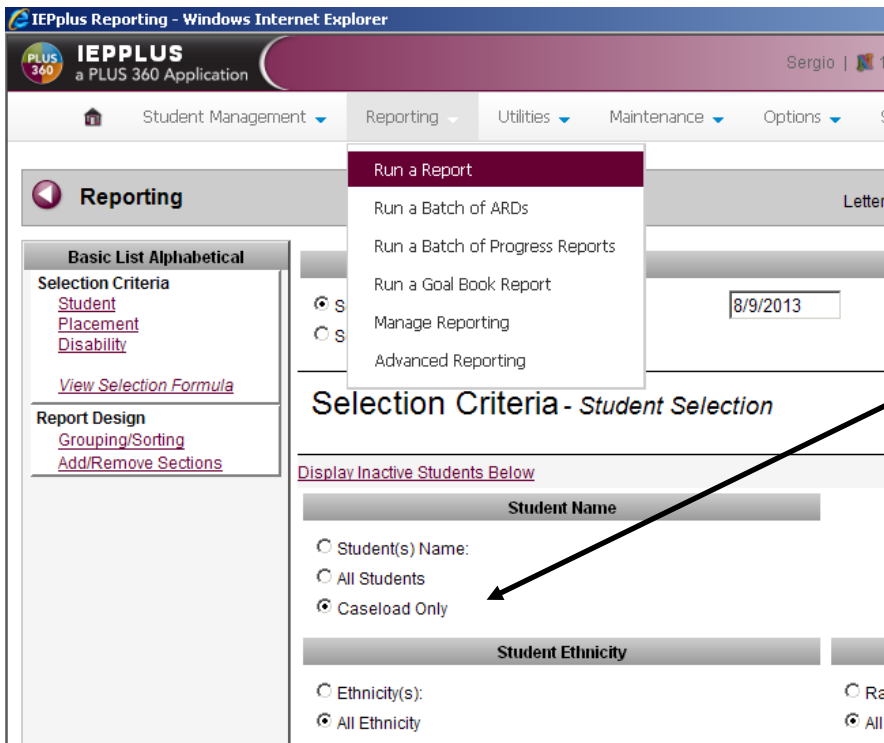 IEPplus Reporting - Windows Internet Explorer
PLUS 360
IEPPLUS
a PLUS 360 Application
Sergio |
Student Management
Reporting
Utilities
Maintenance
Options
Run a Report
Run a Batch of ARDs
Run a Batch of Progress Reports
Run a Goal Book Report
Manage Reporting
Advanced Reporting
Reporting
Letter
Basic List Alphabetical
Selection Criteria
Student
Placement
Disability
View Selection Formula
Report Design
Grouping/Sorting
Add/Remove Sections
8/9/2013
Selection Criteria - Student Selection
Display Inactive Students Below
Student Name
Student(s) Name:
All Students
Caseload Only
Student Ethnicity
Ethnicity(s):
All Ethnicity
Ra
All